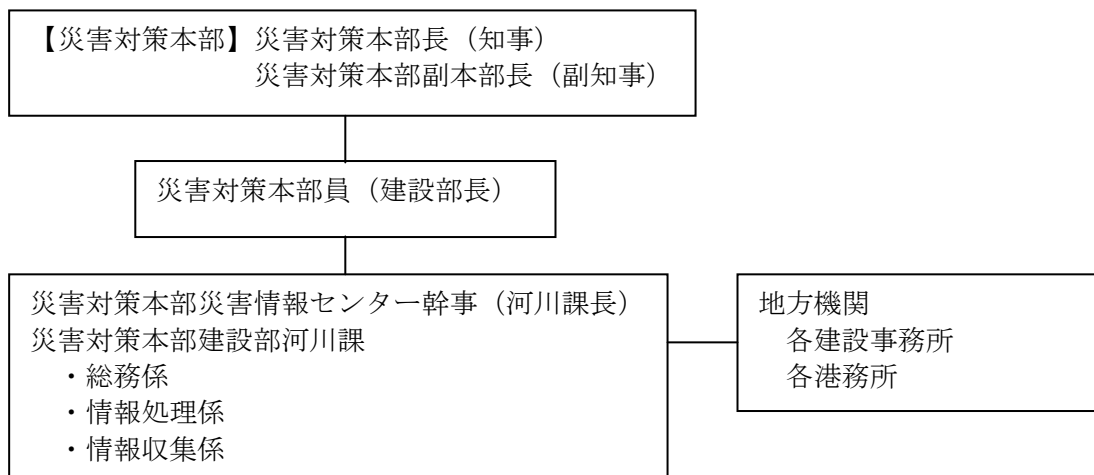 【災害対策本部】災害対策本部長（知事）
災害対策本部副本部長（副知事）
災害対策本部員（建設部長）
災害対策本部災害情報センター幹事（河川課長）
災害対策本部建設部河川課
・総務係
・情報処理係
・情報収集係
地方機関
各建設事務所
各港務所